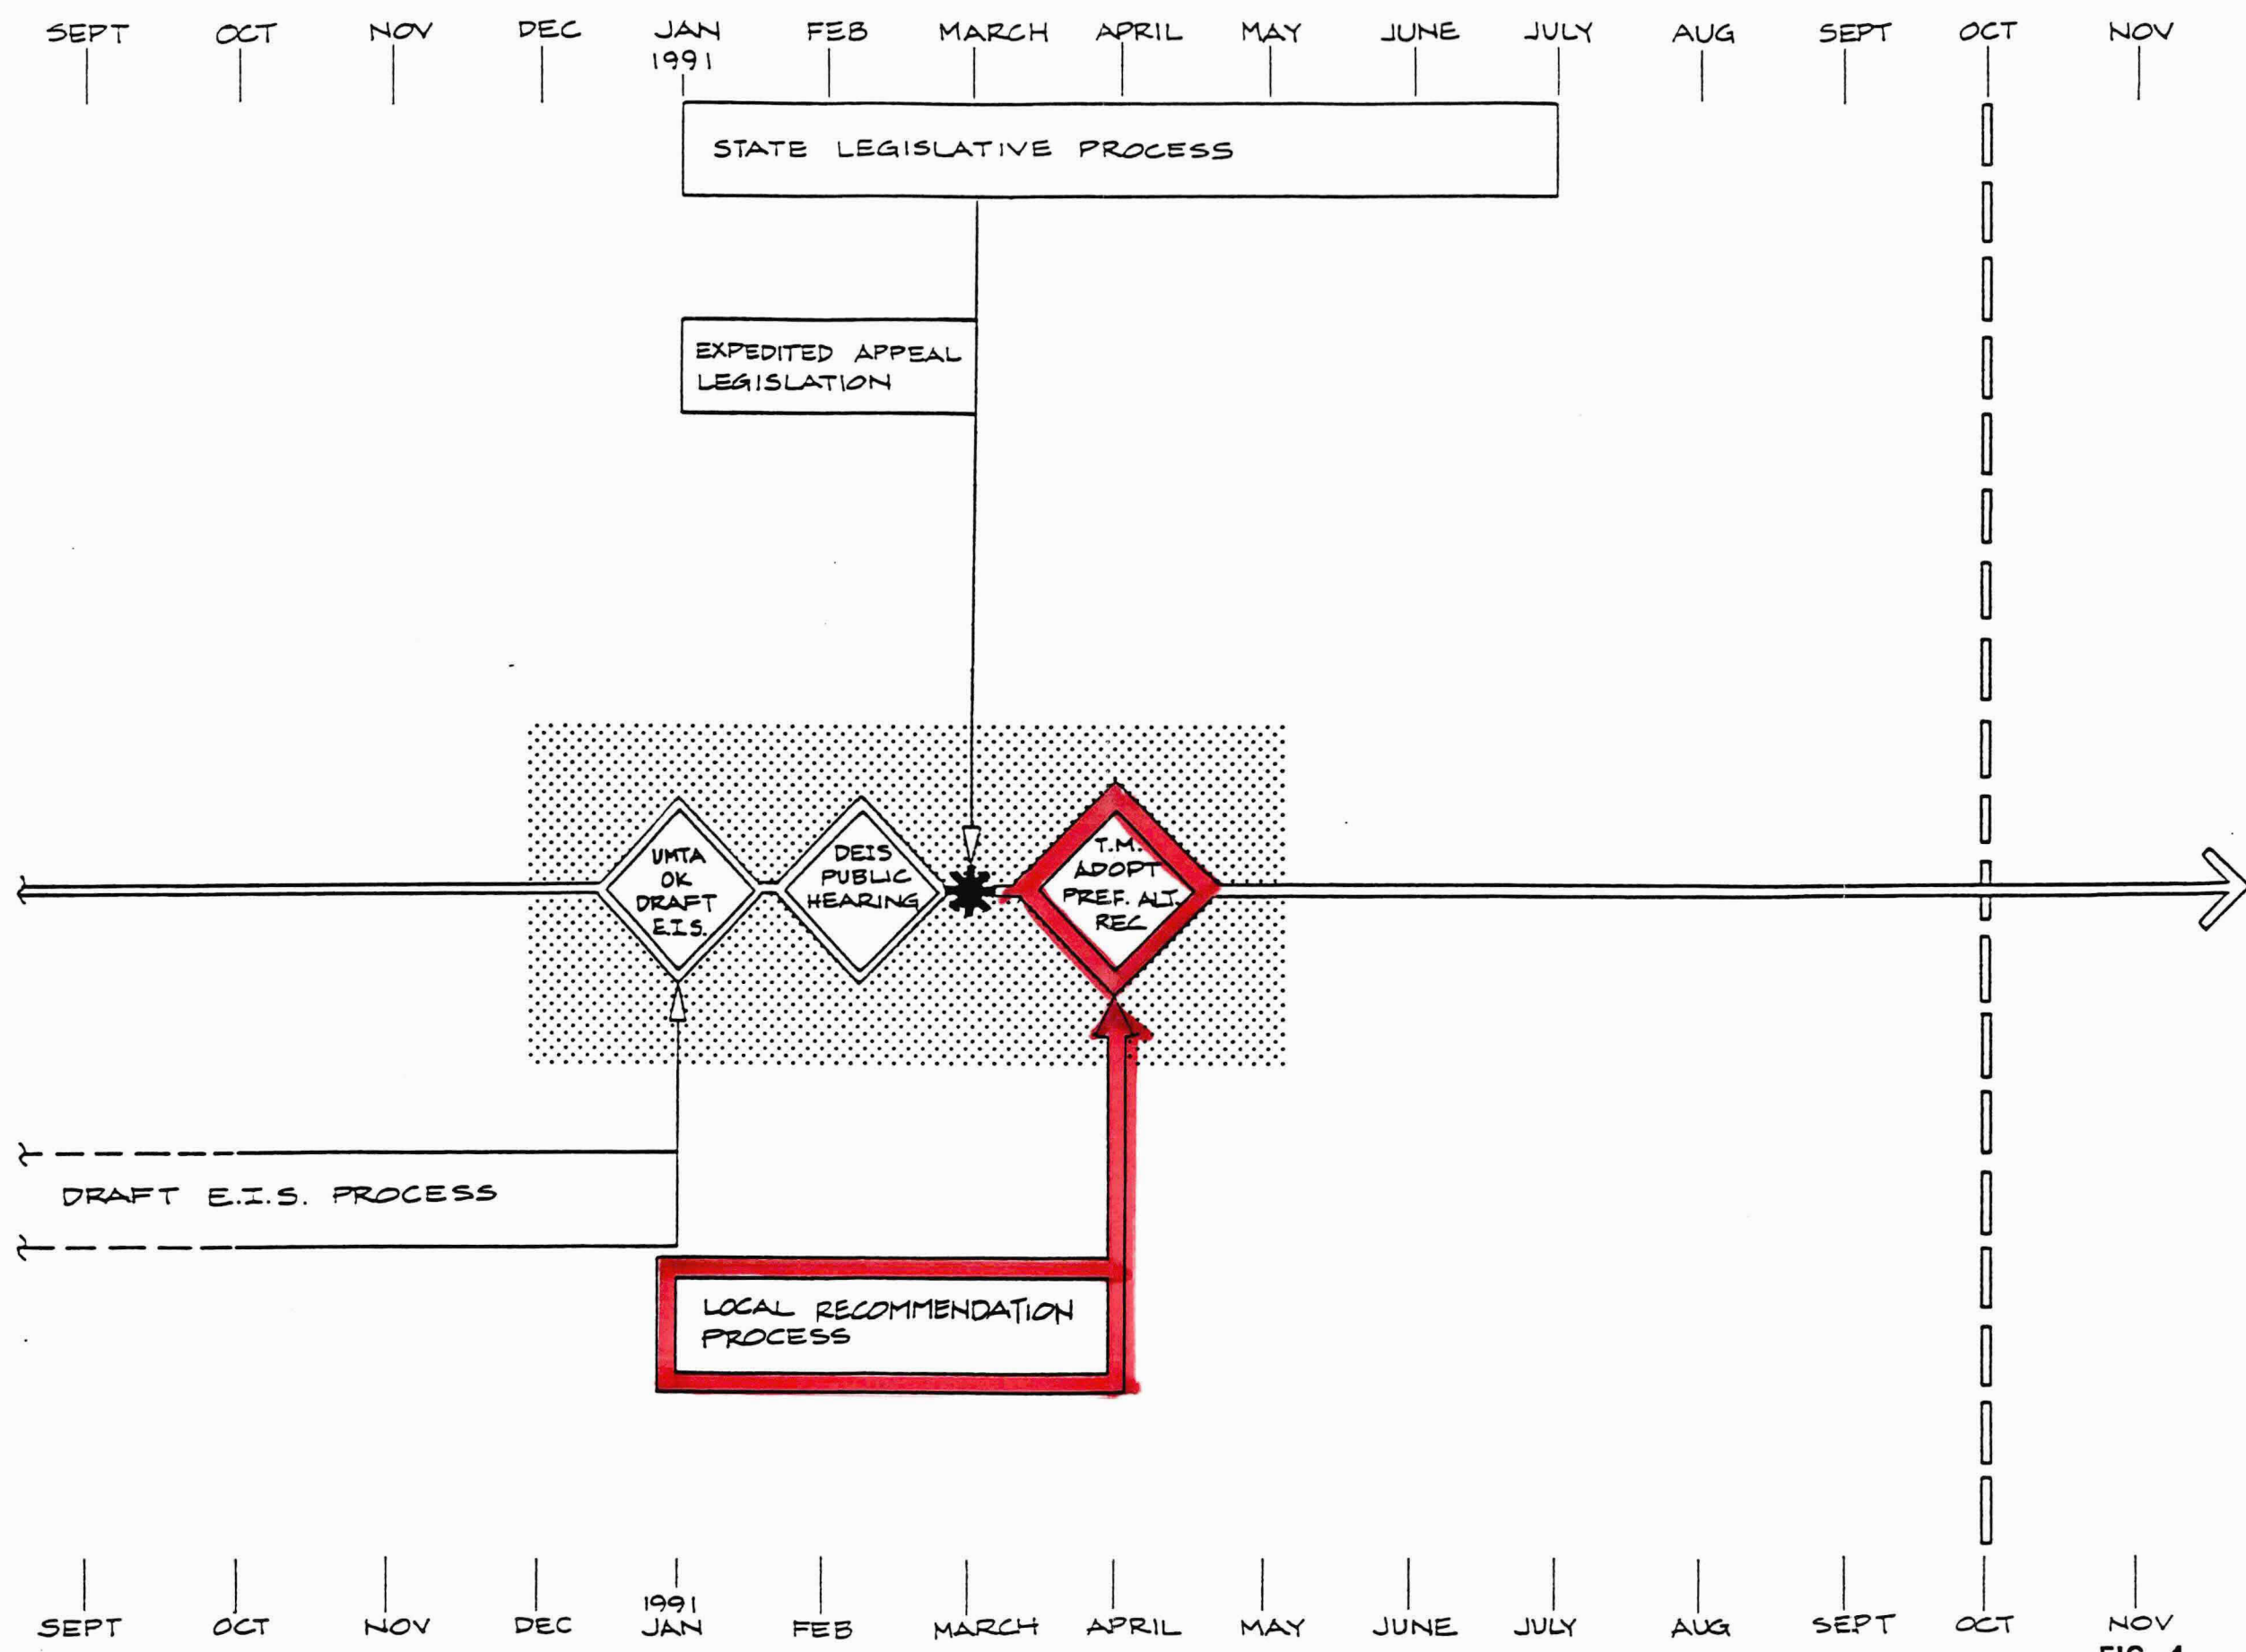 SEPT OCT NOV DEC JAN FEB MARCH APRIL MAY JUNE JULY AUG SEPT OCT NOV
1991
STATE LEGISLATIVE PROCESS
EXPEDITED APPEAL
LEGISLATION
UMTA
OK
DRAFT
E.I.S.
DEIS
PUBLIC
HEARING
T.M.
ADOPT
PREF. ALT.
REC
DRAFT E.I.S. PROCESS
LOCAL RECOMMENDATION
PROCESS
1991
SEPT OCT NOV DEC JAN FEB MARCH APRIL MAY JUNE JULY AUG SEPT OCT NOV